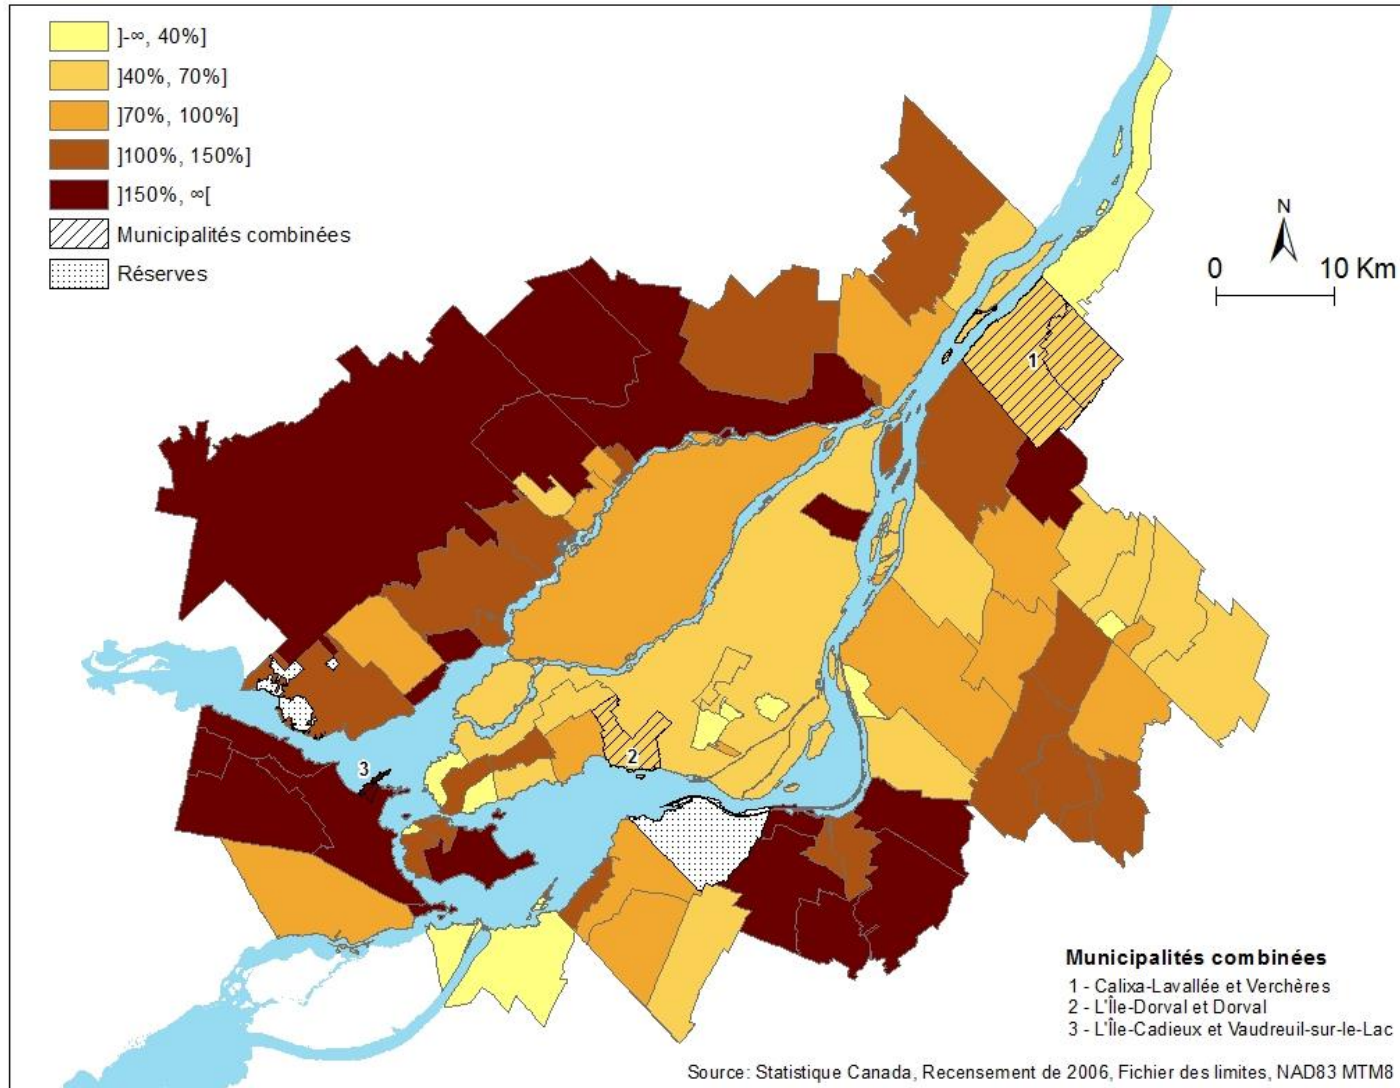 ]-∞, 40%]
]40%, 70%]
]70%, 100%]
]100%, 150%]
]150%, ∞[
Municipalités combinées
Réserves
N
0 10 Km
1
2
3
Municipalités combinées
1 - Calixa-Lavallée et Verchères
2 - L'Île-Dorval et Dorval
3 - L'Île-Cadieux et Vaudreuil-sur-le-Lac
Source: Statistique Canada, Recensement de 2006, Fichier des limites, NAD83 MTM8